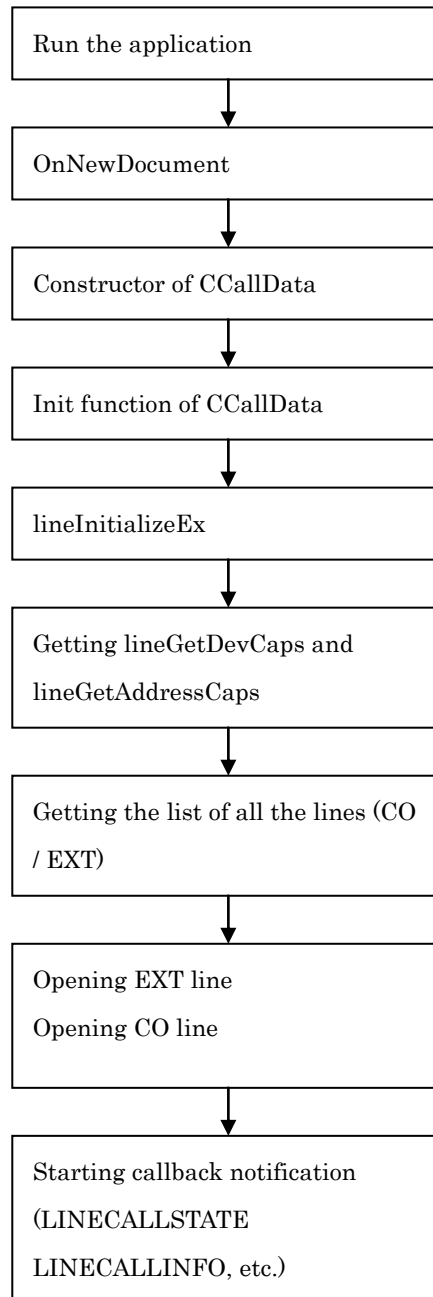 Run the application
OnNewDocument
Constructor of CCallData
Init function of CCallData
lineInitializeEx
Getting lineGetDevCaps and
lineGetAddressCaps
Getting the list of all the lines (CO
/ EXT)
Opening EXT line
Opening CO line
Starting callback notification
(LINECALLSTATE
LINECALLINFO, etc.)